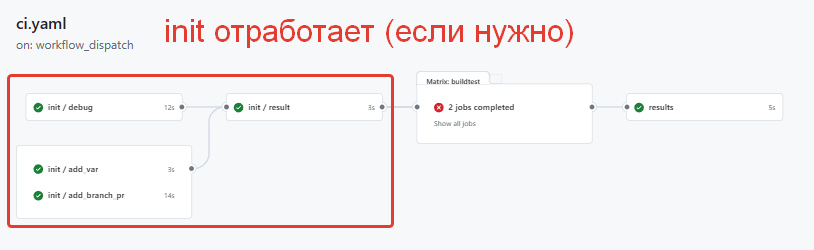 ci.yaml
on: workflow_dispatch
init отработает (если нужно)
init / debug 12s
init / result 3s
Matrix: buildtest
2 jobs completed
Show all jobs
results 5s
init / add_var 3s
init / add_branch_pr 14s